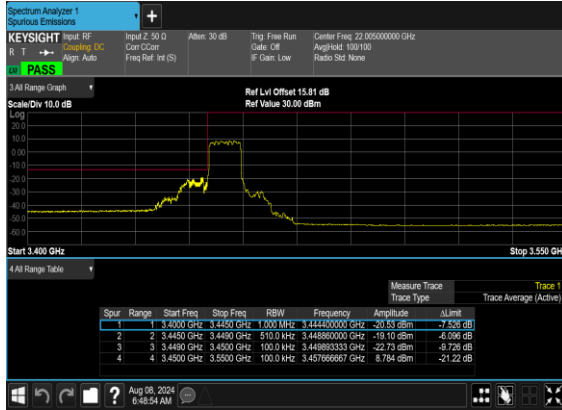 Spectrum Analyzer 1
Spurious Emissions
KEYSIGHT Input: RF Input Z: 50 Ω Atten: 30 dB Trig: Free Run Center Freq: 22.005000000 GHz
R T Coupling: DC Corr CCorr Gate: Off Avg|Hold: 100/100
Align: Auto Freq Ref: Int (S) IF Gain: Low Radio Std: None
PASS
3 All Range Graph
Ref Lvl Offset 15.81 dB
Scale/Div 10.0 dB Ref Value 30.00 dBm
Log
20.0
10.0
0.00
-10.0
-20.0
-30.0
-40.0
-50.0
-60.0
Start 3.400 GHz Stop 3.550 GH
4 All Range Table
Measure Trace Trace 1
Trace Type Trace Average (Active)
Spur Range Start Freq Stop Freq RBW Frequency Amplitude ΔLimit
1 1 3.4000 GHz 3.4450 GHz 1.000 MHz 3.444400000 GHz -20.53 dBm -7.526 dB
2 2 3.4450 GHz 3.4490 GHz 510.0 kHz 3.448860000 GHz -19.10 dBm -6.096 dB
3 3 3.4490 GHz 3.4500 GHz 100.0 kHz 3.449893333 GHz -22.73 dBm -9.726 dB
4 4 3.4500 GHz 3.5500 GHz 100.0 kHz 3.457666667 GHz 8.784 dBm -21.22 dB
? Aug 08, 2024
6:48:54 AM